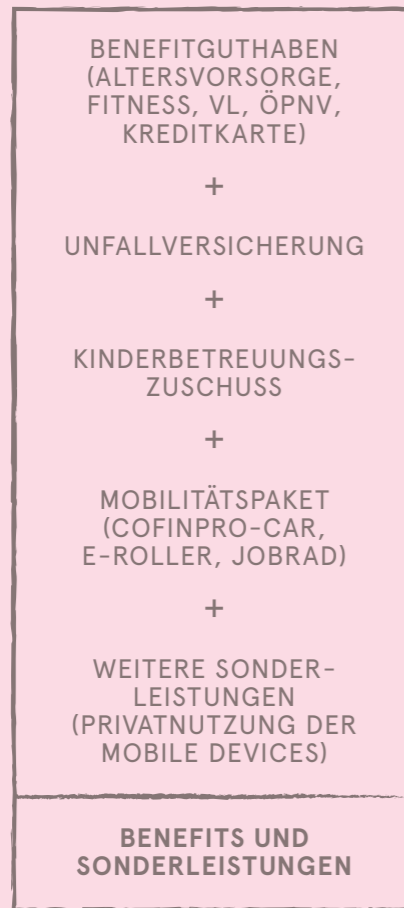 BENEFITGUTHABEN
(ALTERSVORSORGE,
FITNESS, VL, ÖPNV,
KREDITKARTE)
+
UNFALLVERSICHERUNG
+
KINDERBETREUUNGS-
ZUSCHUSS
+
MOBILITÄTSPAKET
(COFINPRO-CAR,
E-ROLLER, JOBRAD)
+
WEITERE SONDER-
LEISTUNGEN
(PRIVATNUTZUNG DER
MOBILE DEVICES)
BENEFITS UND
SONDERLEISTUNGEN